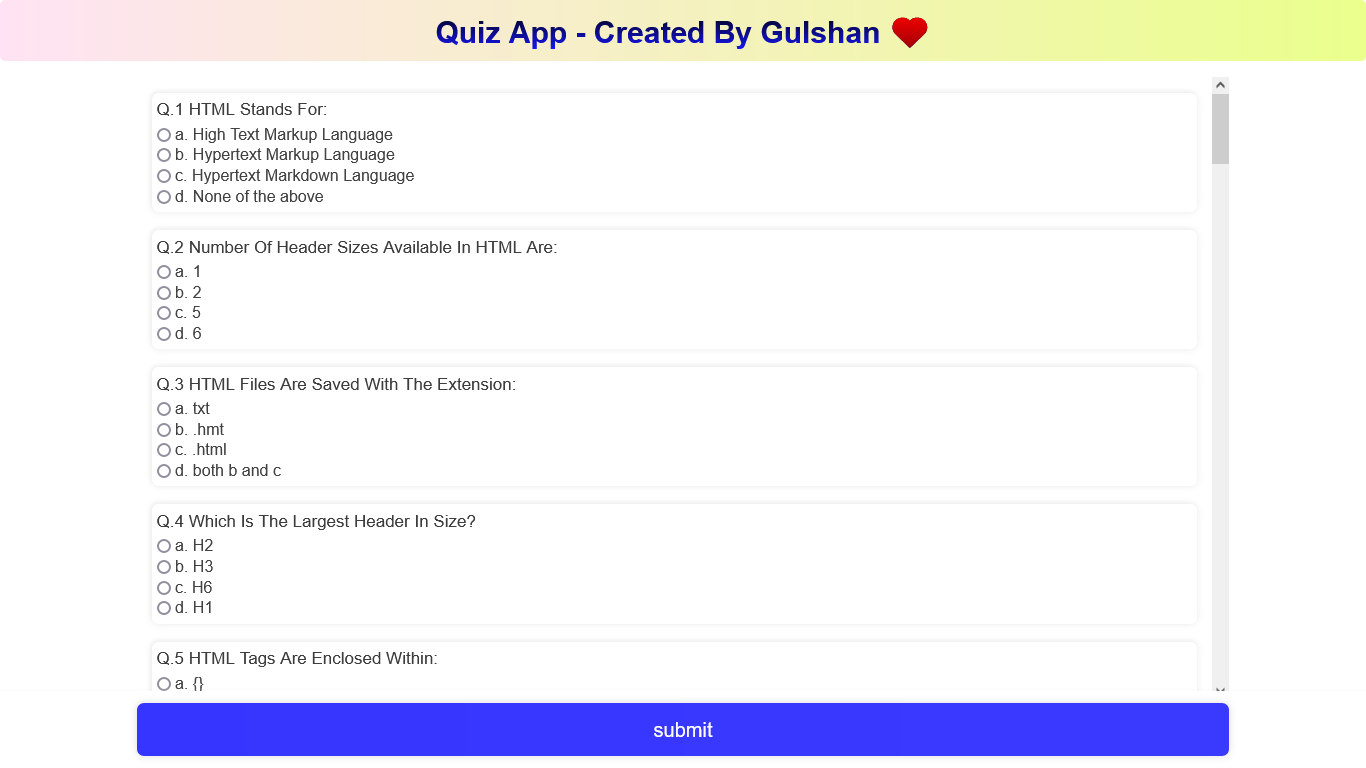 Quiz App - Created By Gulshan ❤
Q.1 HTML Stands For:
a. High Text Markup Language
b. Hypertext Markup Language
c. Hypertext Markdown Language
d. None of the above
Q.2 Number Of Header Sizes Available In HTML Are:
a. 1
b. 2
c. 5
d. 6
Q.3 HTML Files Are Saved With The Extension:
a. txt
b. .hmt
c. .html
d. both b and c
Q.4 Which Is The Largest Header In Size?
a. H2
b. H3
c. H6
d. H1
Q.5 HTML Tags Are Enclosed Within:
a. {}
submit